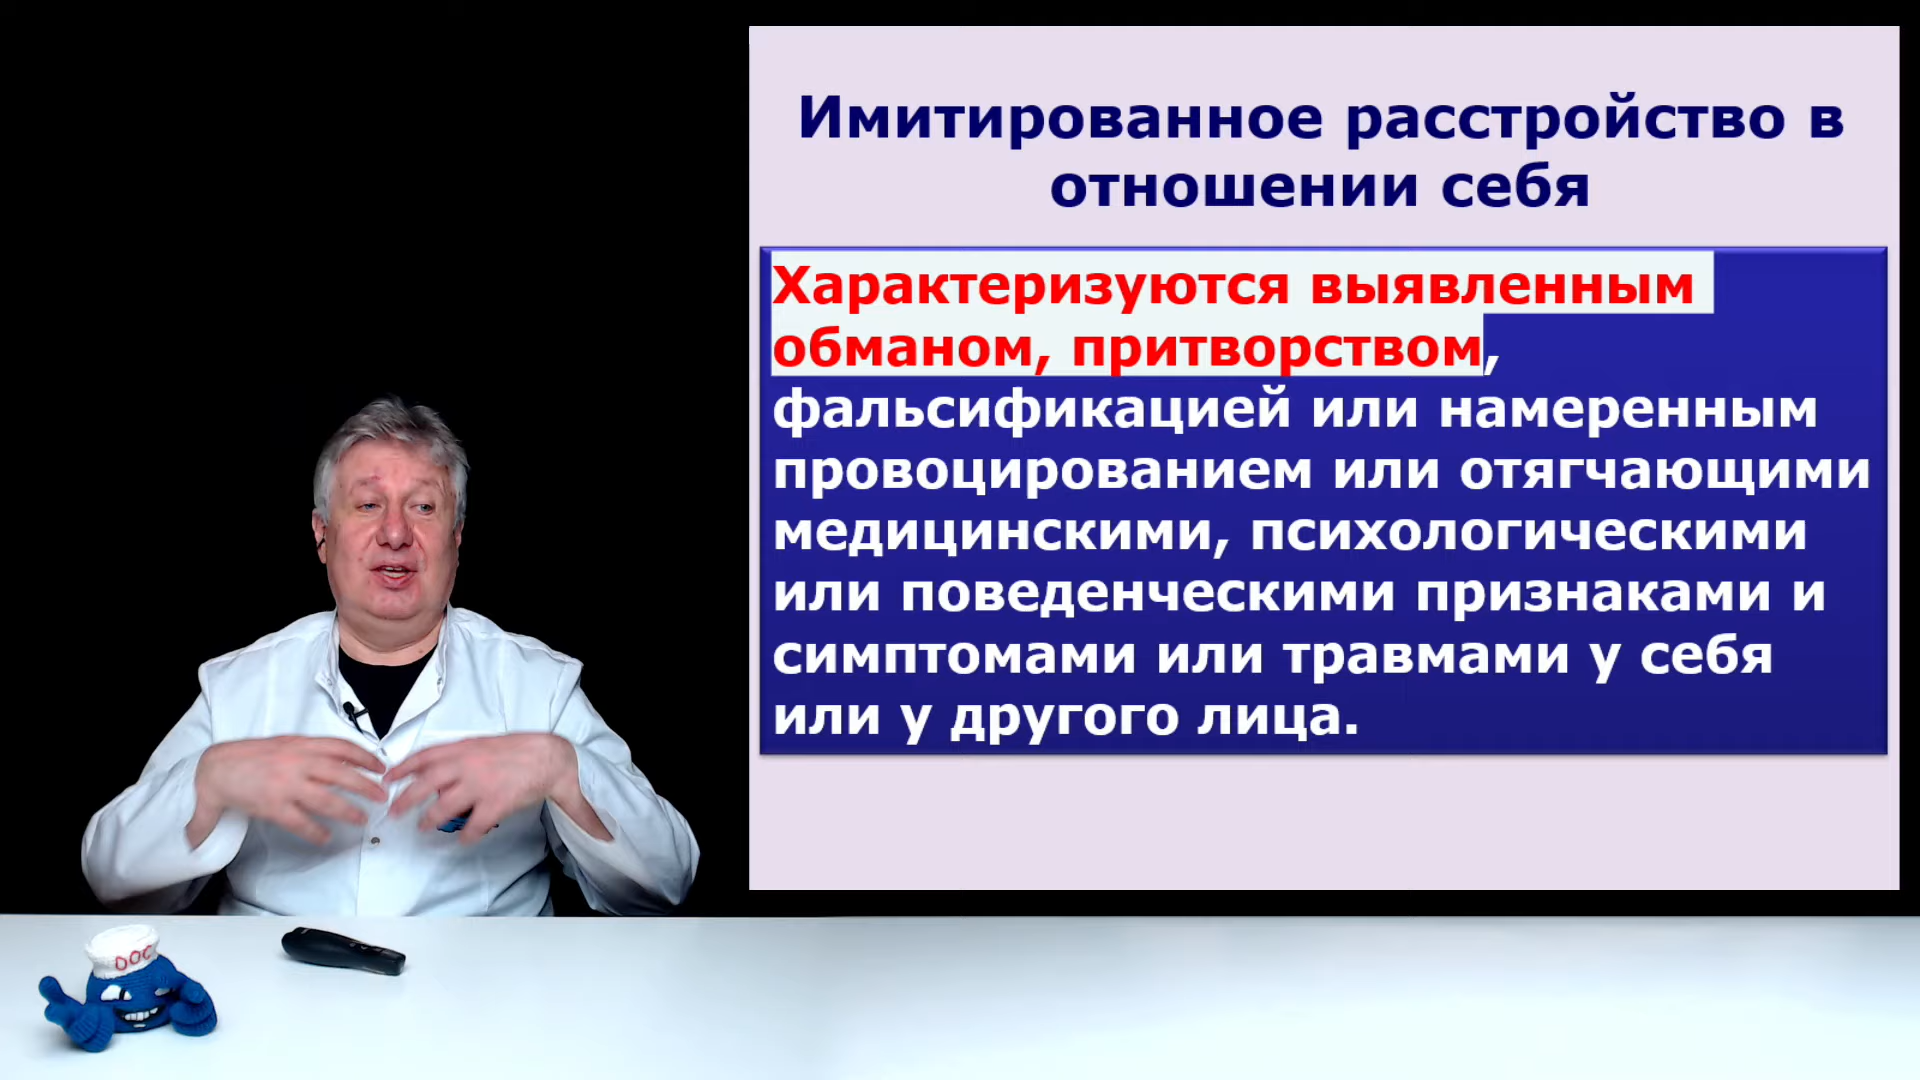 Имитированное расстройство в
отношении себя
Характеризуются выявленным
обманом, притворством,
фальсификацией или намеренным
провоцированием или отягчающими
медицинскими, психологическими
или поведенческими признаками и
симптомами или травмами у себя
или у другого лица.
DOC